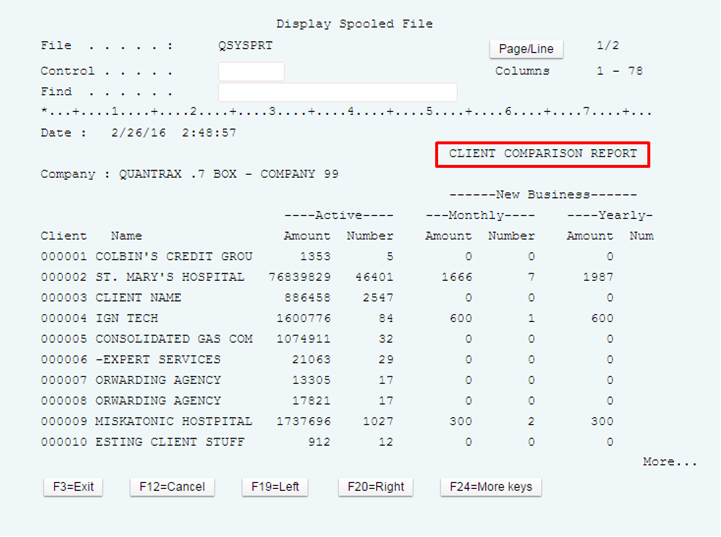 Display Spooled File
File  . . . . . :      QSYSPRT      Page/Line      1/2
Control . . . . .      Columns      1 - 78
Find  . . . . . .
*...+....1....+....2....+....3....+....4....+....5....+....6....+....7....+...
Date :   2/26/16  2:48:57
CLIENT COMPARISON REPORT
Company : QUANTRAX .7 BOX - COMPANY 99
------New Business------
----Active----    ---Monthly----    ----Yearly-
Client   Name   Amount  Number   Amount  Number   Amount  Num
000001 COLBIN'S CREDIT GROU   1353   5   0   0   0
000002 ST. MARY'S HOSPITAL   76839829   46401   1666   7   1987
000003 CLIENT NAME   886458   2547   0   0   0
000004 IGN TECH   1600776   84   600   1   600
000005 CONSOLIDATED GAS COM   1074911   32   0   0   0
000006 -EXPERT SERVICES   21063   29   0   0   0
000007 ORWARDING AGENCY   13305   17   0   0   0
000008 ORWARDING AGENCY   17821   17   0   0   0
000009 MISKATONIC HOSTPITAL   1737696   1027   300   2   300
000010 ESTING CLIENT STUFF   912   12   0   0   0
More...
F3=Exit   F12=Cancel   F19=Left   F20=Right   F24=More keys